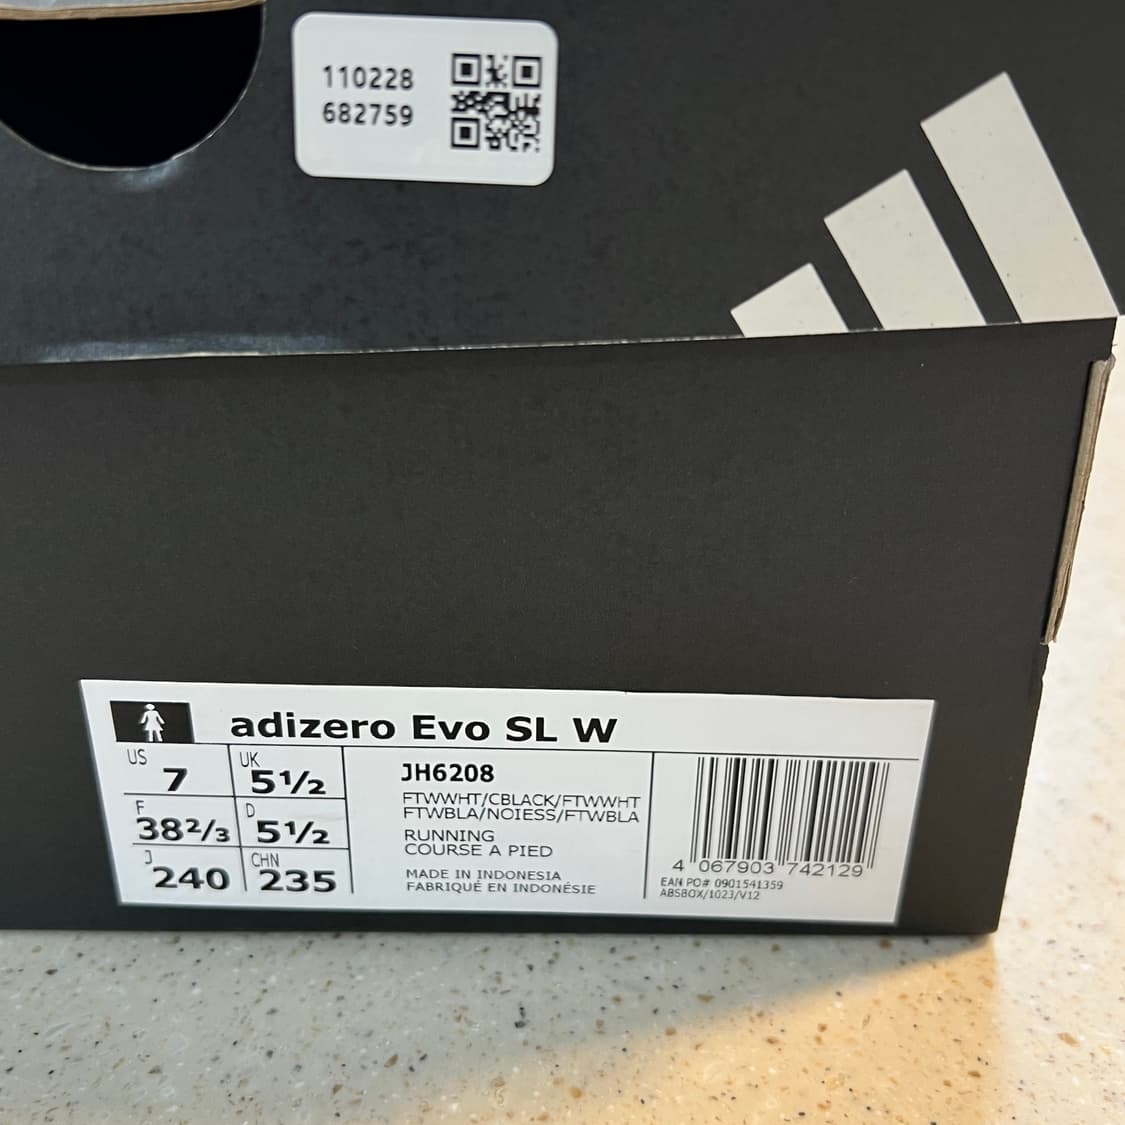 110228
682759
adizero Evo SL W
US
7
UK
5½
F
38⅔
D
5½
J
240
CHN
235
JH6208
FTWWHT/CBLACK/FTWWHT
FTWBLA/NOIESS/FTWBLA
RUNNING
COURSE A PIED
MADE IN INDONESIA
FABRIQUÉ EN INDONÉSIE
4 067903 742129
EAN PO# 0901541359
ABSBOX/1023/V12